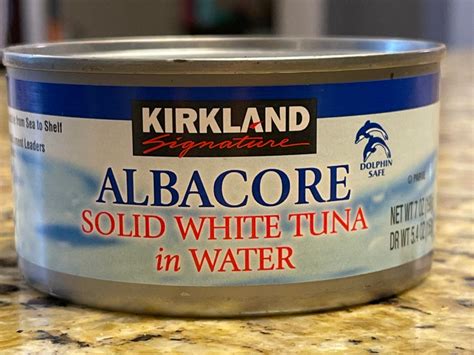 from Sea to Shelf
Leaders
KIRKLAND
Signature
DOLPHIN
SAFE
ALBACORE
SOLID WHITE TUNA
in WATER
NET WT 7 OZ
DR WT 5.4 OZ